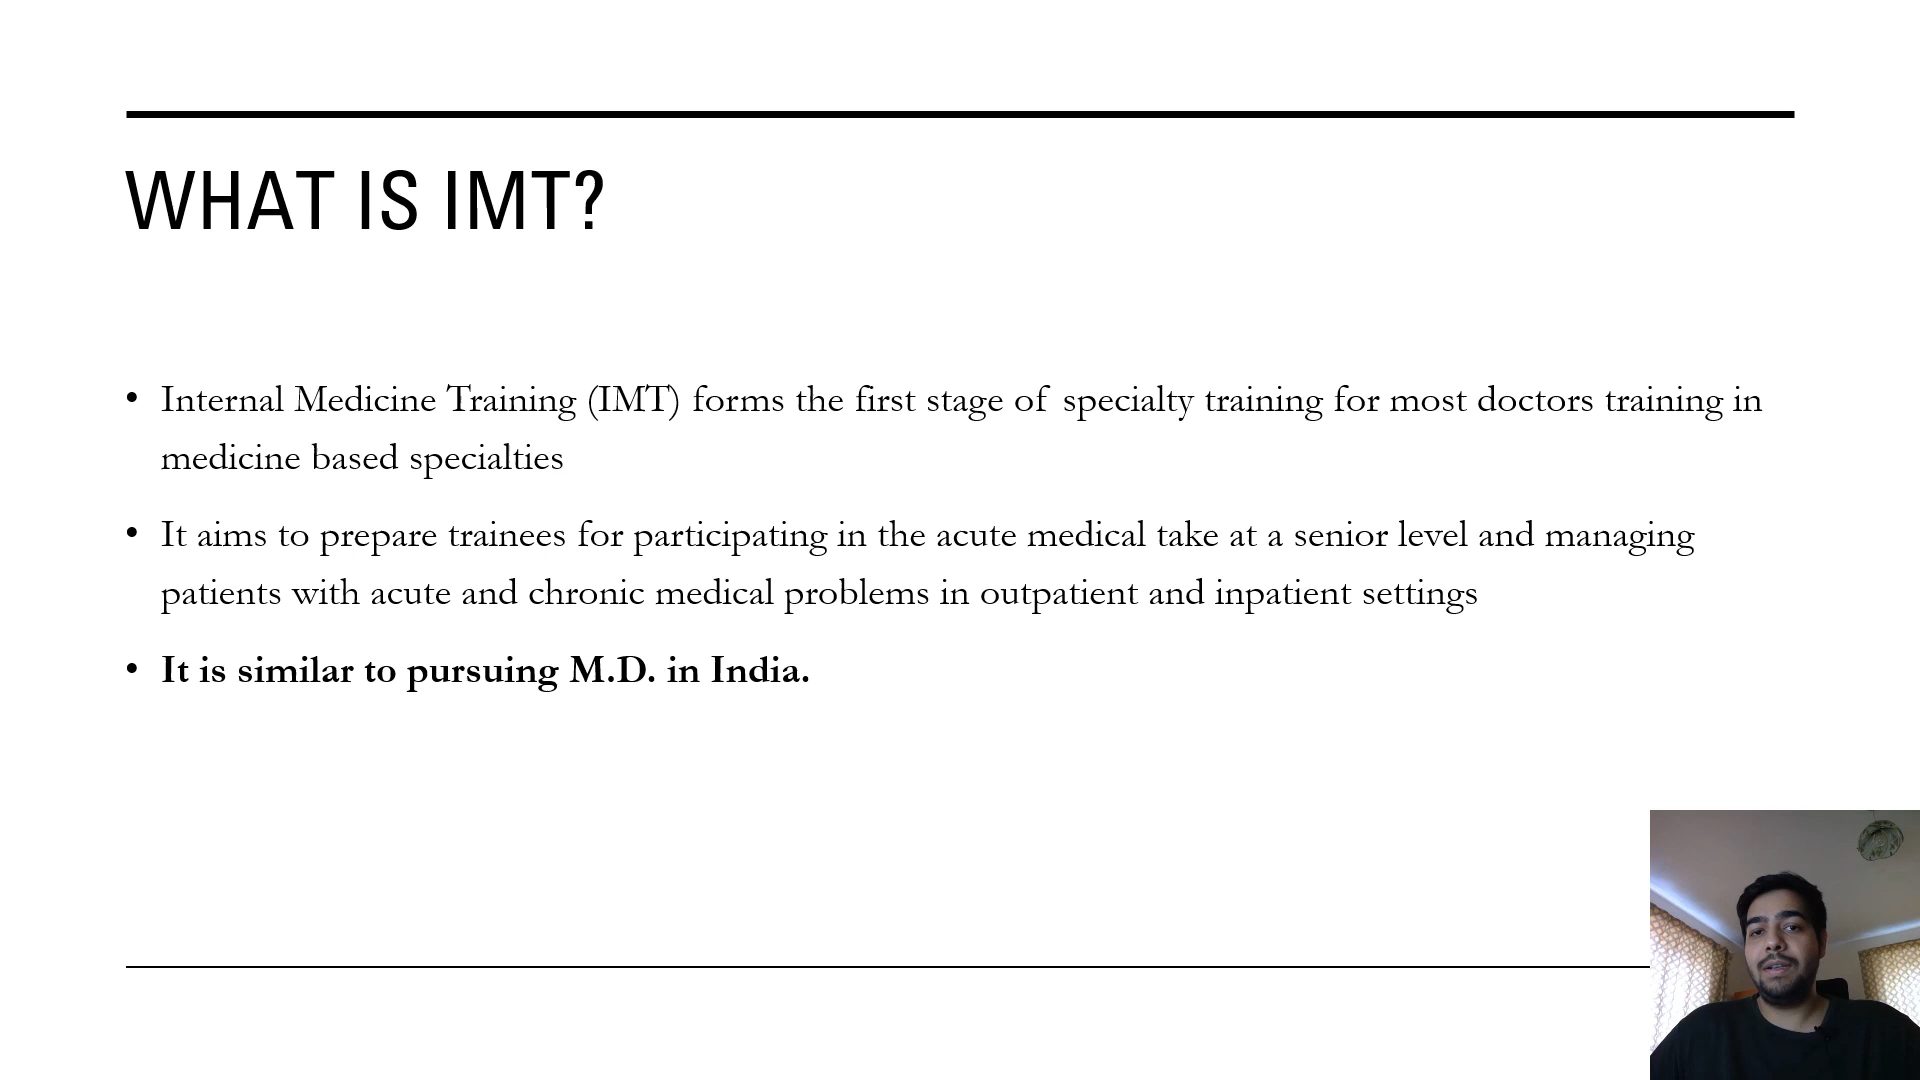 WHAT IS IMT?
• Internal Medicine Training (IMT) forms the first stage of specialty training for most doctors training in
medicine based specialties
• It aims to prepare trainees for participating in the acute medical take at a senior level and managing
patients with acute and chronic medical problems in outpatient and inpatient settings
• It is similar to pursuing M.D. in India.